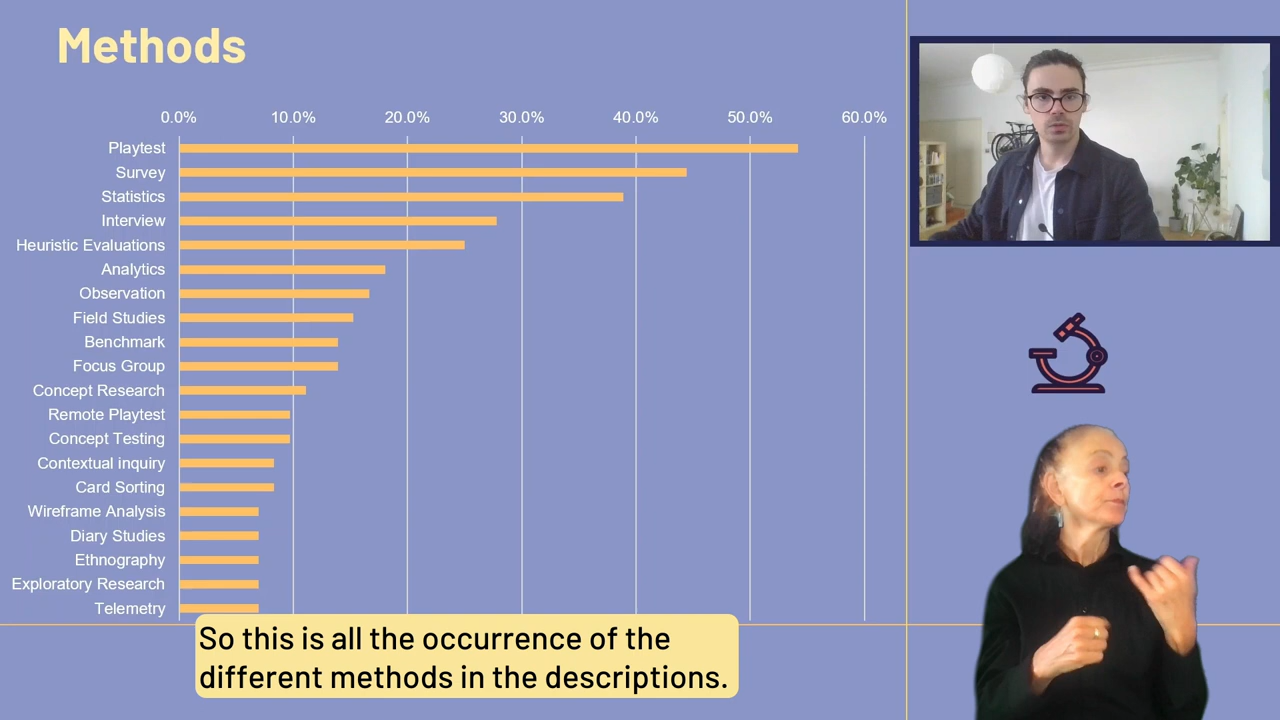 Methods
0.0% 10.0% 20.0% 30.0% 40.0% 50.0% 60.0%
Playtest
Survey
Statistics
Interview
Heuristic Evaluations
Analytics
Observation
Field Studies
Benchmark
Focus Group
Concept Research
Remote Playtest
Concept Testing
Contextual inquiry
Card Sorting
Wireframe Analysis
Diary Studies
Ethnography
Exploratory Research
Telemetry
So this is all the occurrence of the
different methods in the descriptions.